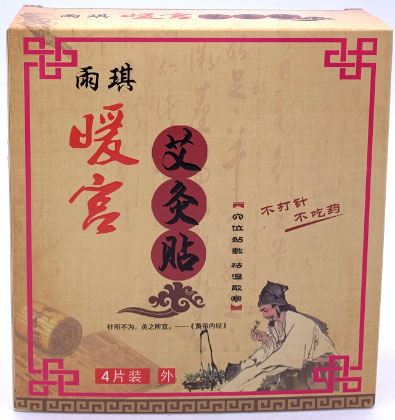 雨琪
暖宫
艾灸贴
【穴位贴敷 祛湿散寒】
不打针
不吃药
针所不为，灸之所宜。——《黄帝内经》
4片装 外